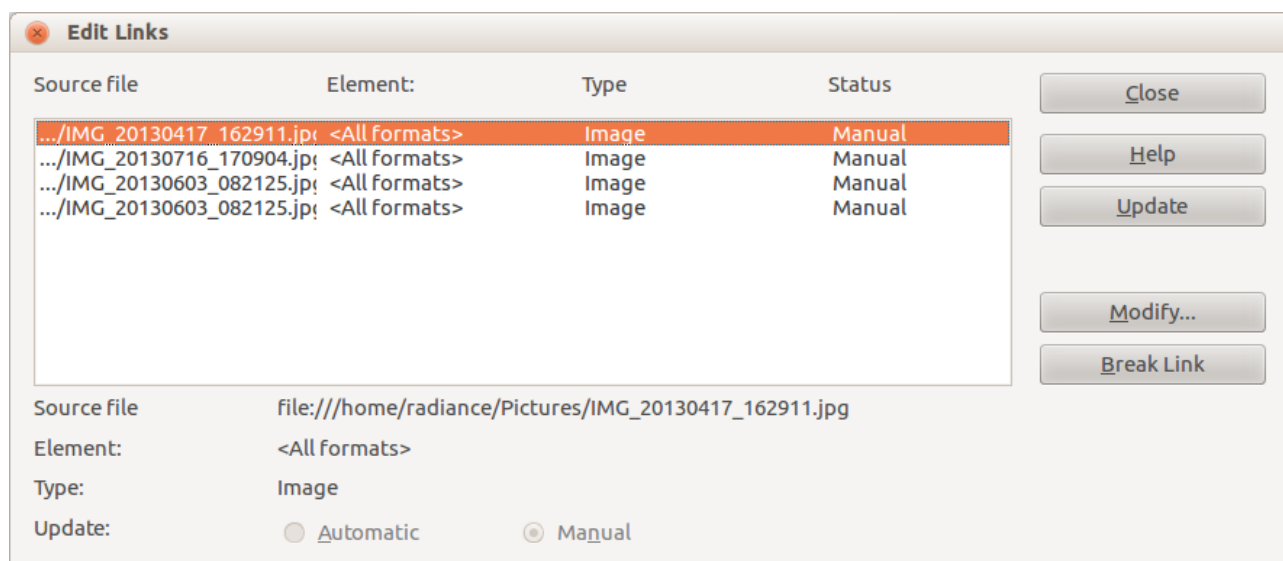 Edit Links
Source file Element: Type Status
Close
.../IMG_20130417_162911.jp <All formats> Image Manual
.../IMG_20130716_170904.jpg <All formats> Image Manual
.../IMG_20130603_082125.jp <All formats> Image Manual
.../IMG_20130603_082125.jp <All formats> Image Manual
Help
Update
Modify...
Break Link
Source file file:///home/radiance/Pictures/IMG_20130417_162911.jpg
Element: <All formats>
Type: Image
Update: Automatic Manual